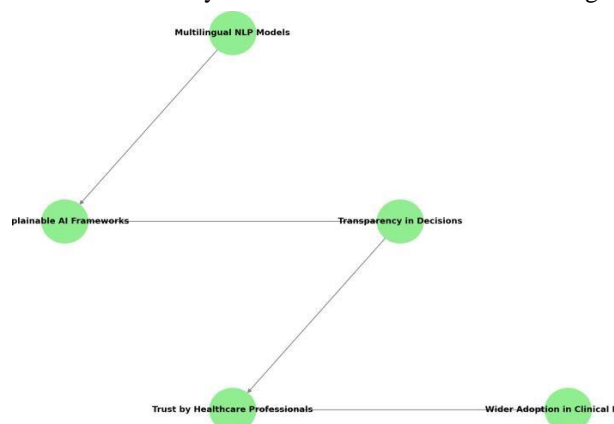 Multilingual NLP Models
plainable AI Frameworks
Transparency in Decisions
Trust by Healthcare Professionals
Wider Adoption in Clinical